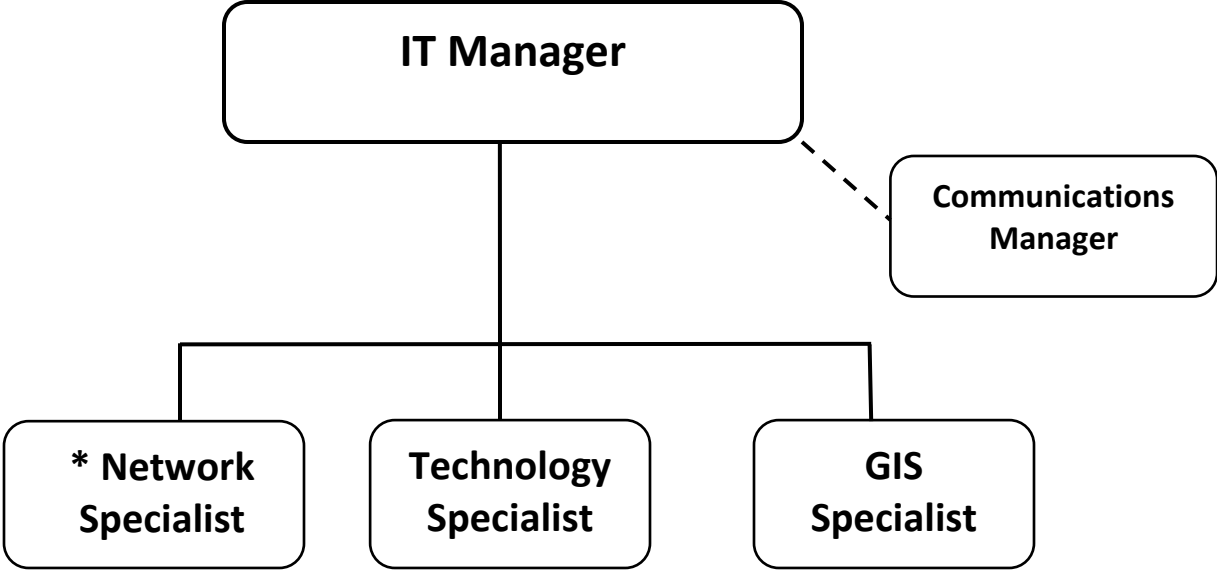 IT Manager
Communications
Manager
* Network
Specialist
Technology
Specialist
GIS
Specialist